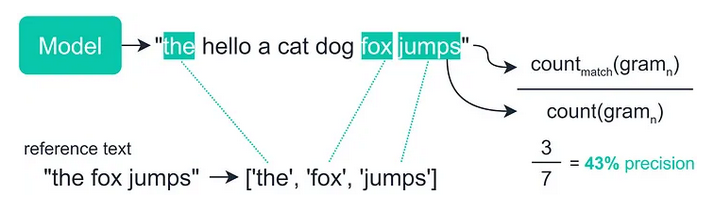 Model
"the hello a cat dog fox jumps"
count_match(gram_n)
count(gram_n)
reference text
"the fox jumps"
['the', 'fox', 'jumps']
3
7
= 43% precision